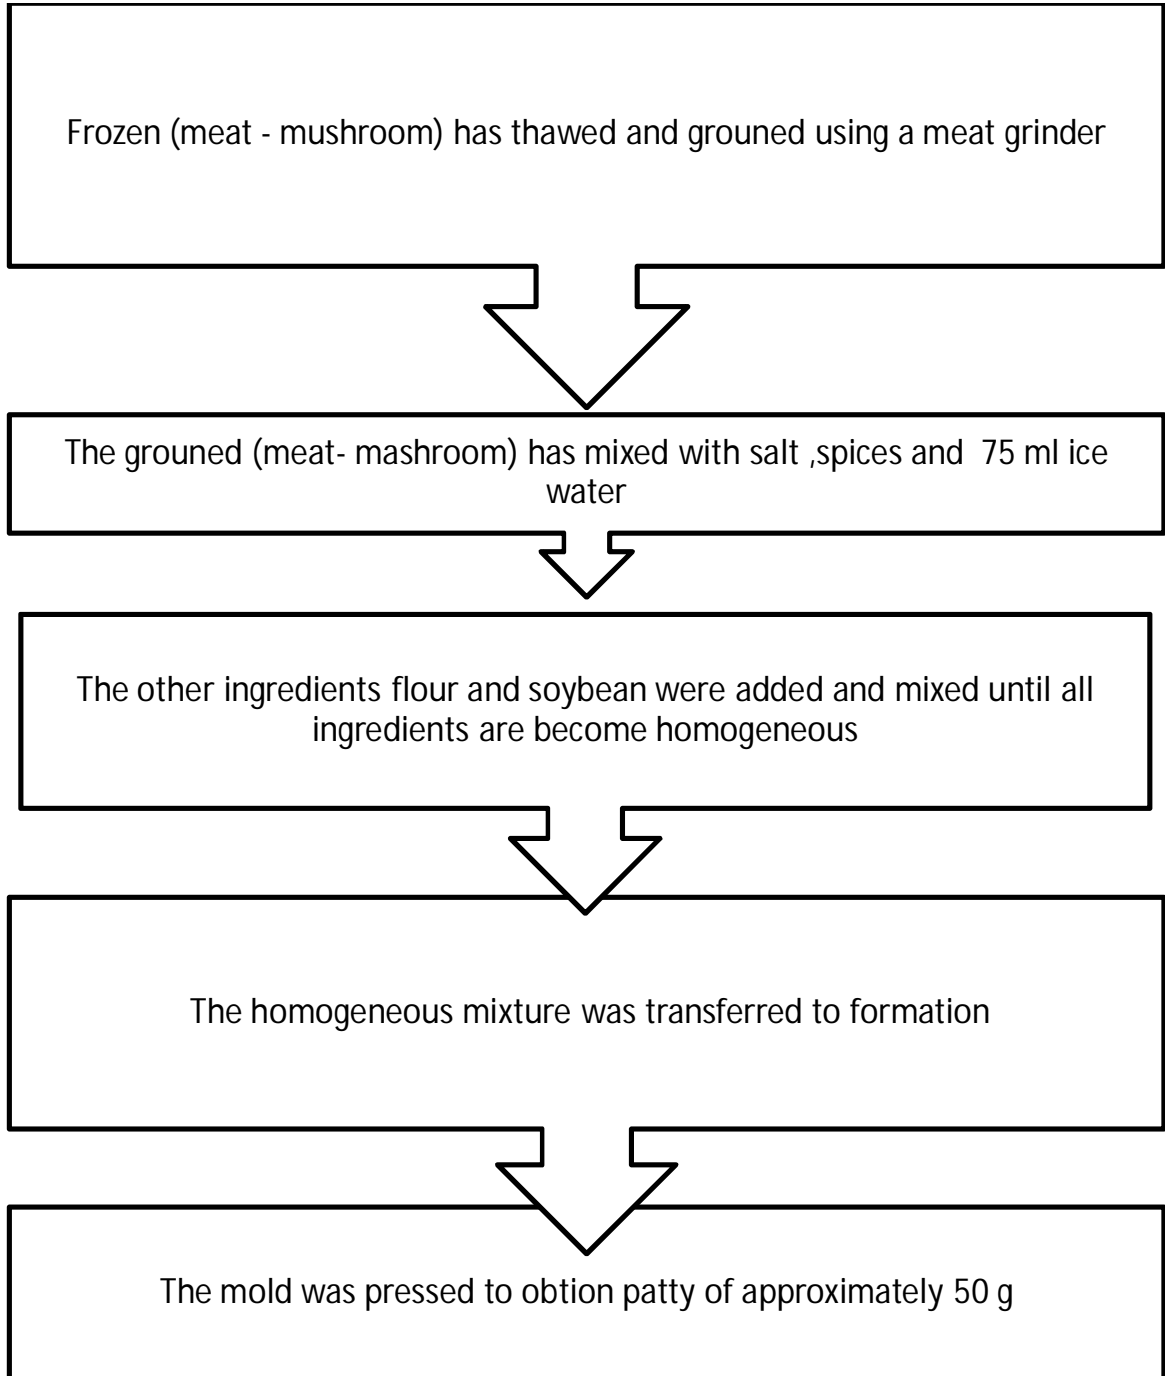 Frozen (meat - mushroom) has thawed and grouned using a meat grinder
The grouned (meat- mashroom) has mixed with salt ,spices and  75 ml ice
water
The other ingredients flour and soybean were added and mixed until all
ingredients are become homogeneous
The homogeneous mixture was transferred to formation
The mold was pressed to obtion patty of approximately 50 g